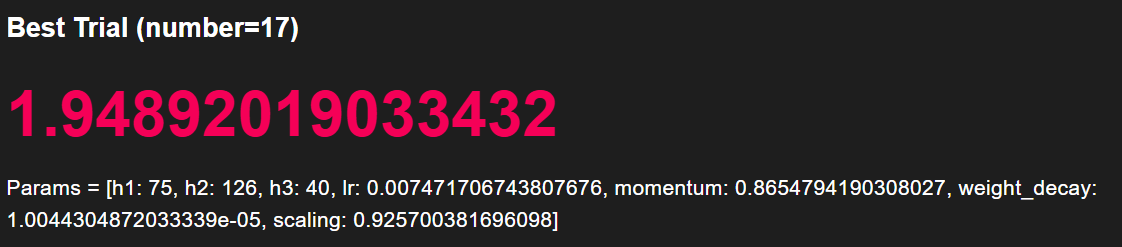 Best Trial (number=17)
1.94892019033432
Params = [h1: 75, h2: 126, h3: 40, lr: 0.007471706743807676, momentum: 0.8654794190308027, weight_decay:
1.0044304872033339e-05, scaling: 0.925700381696098]